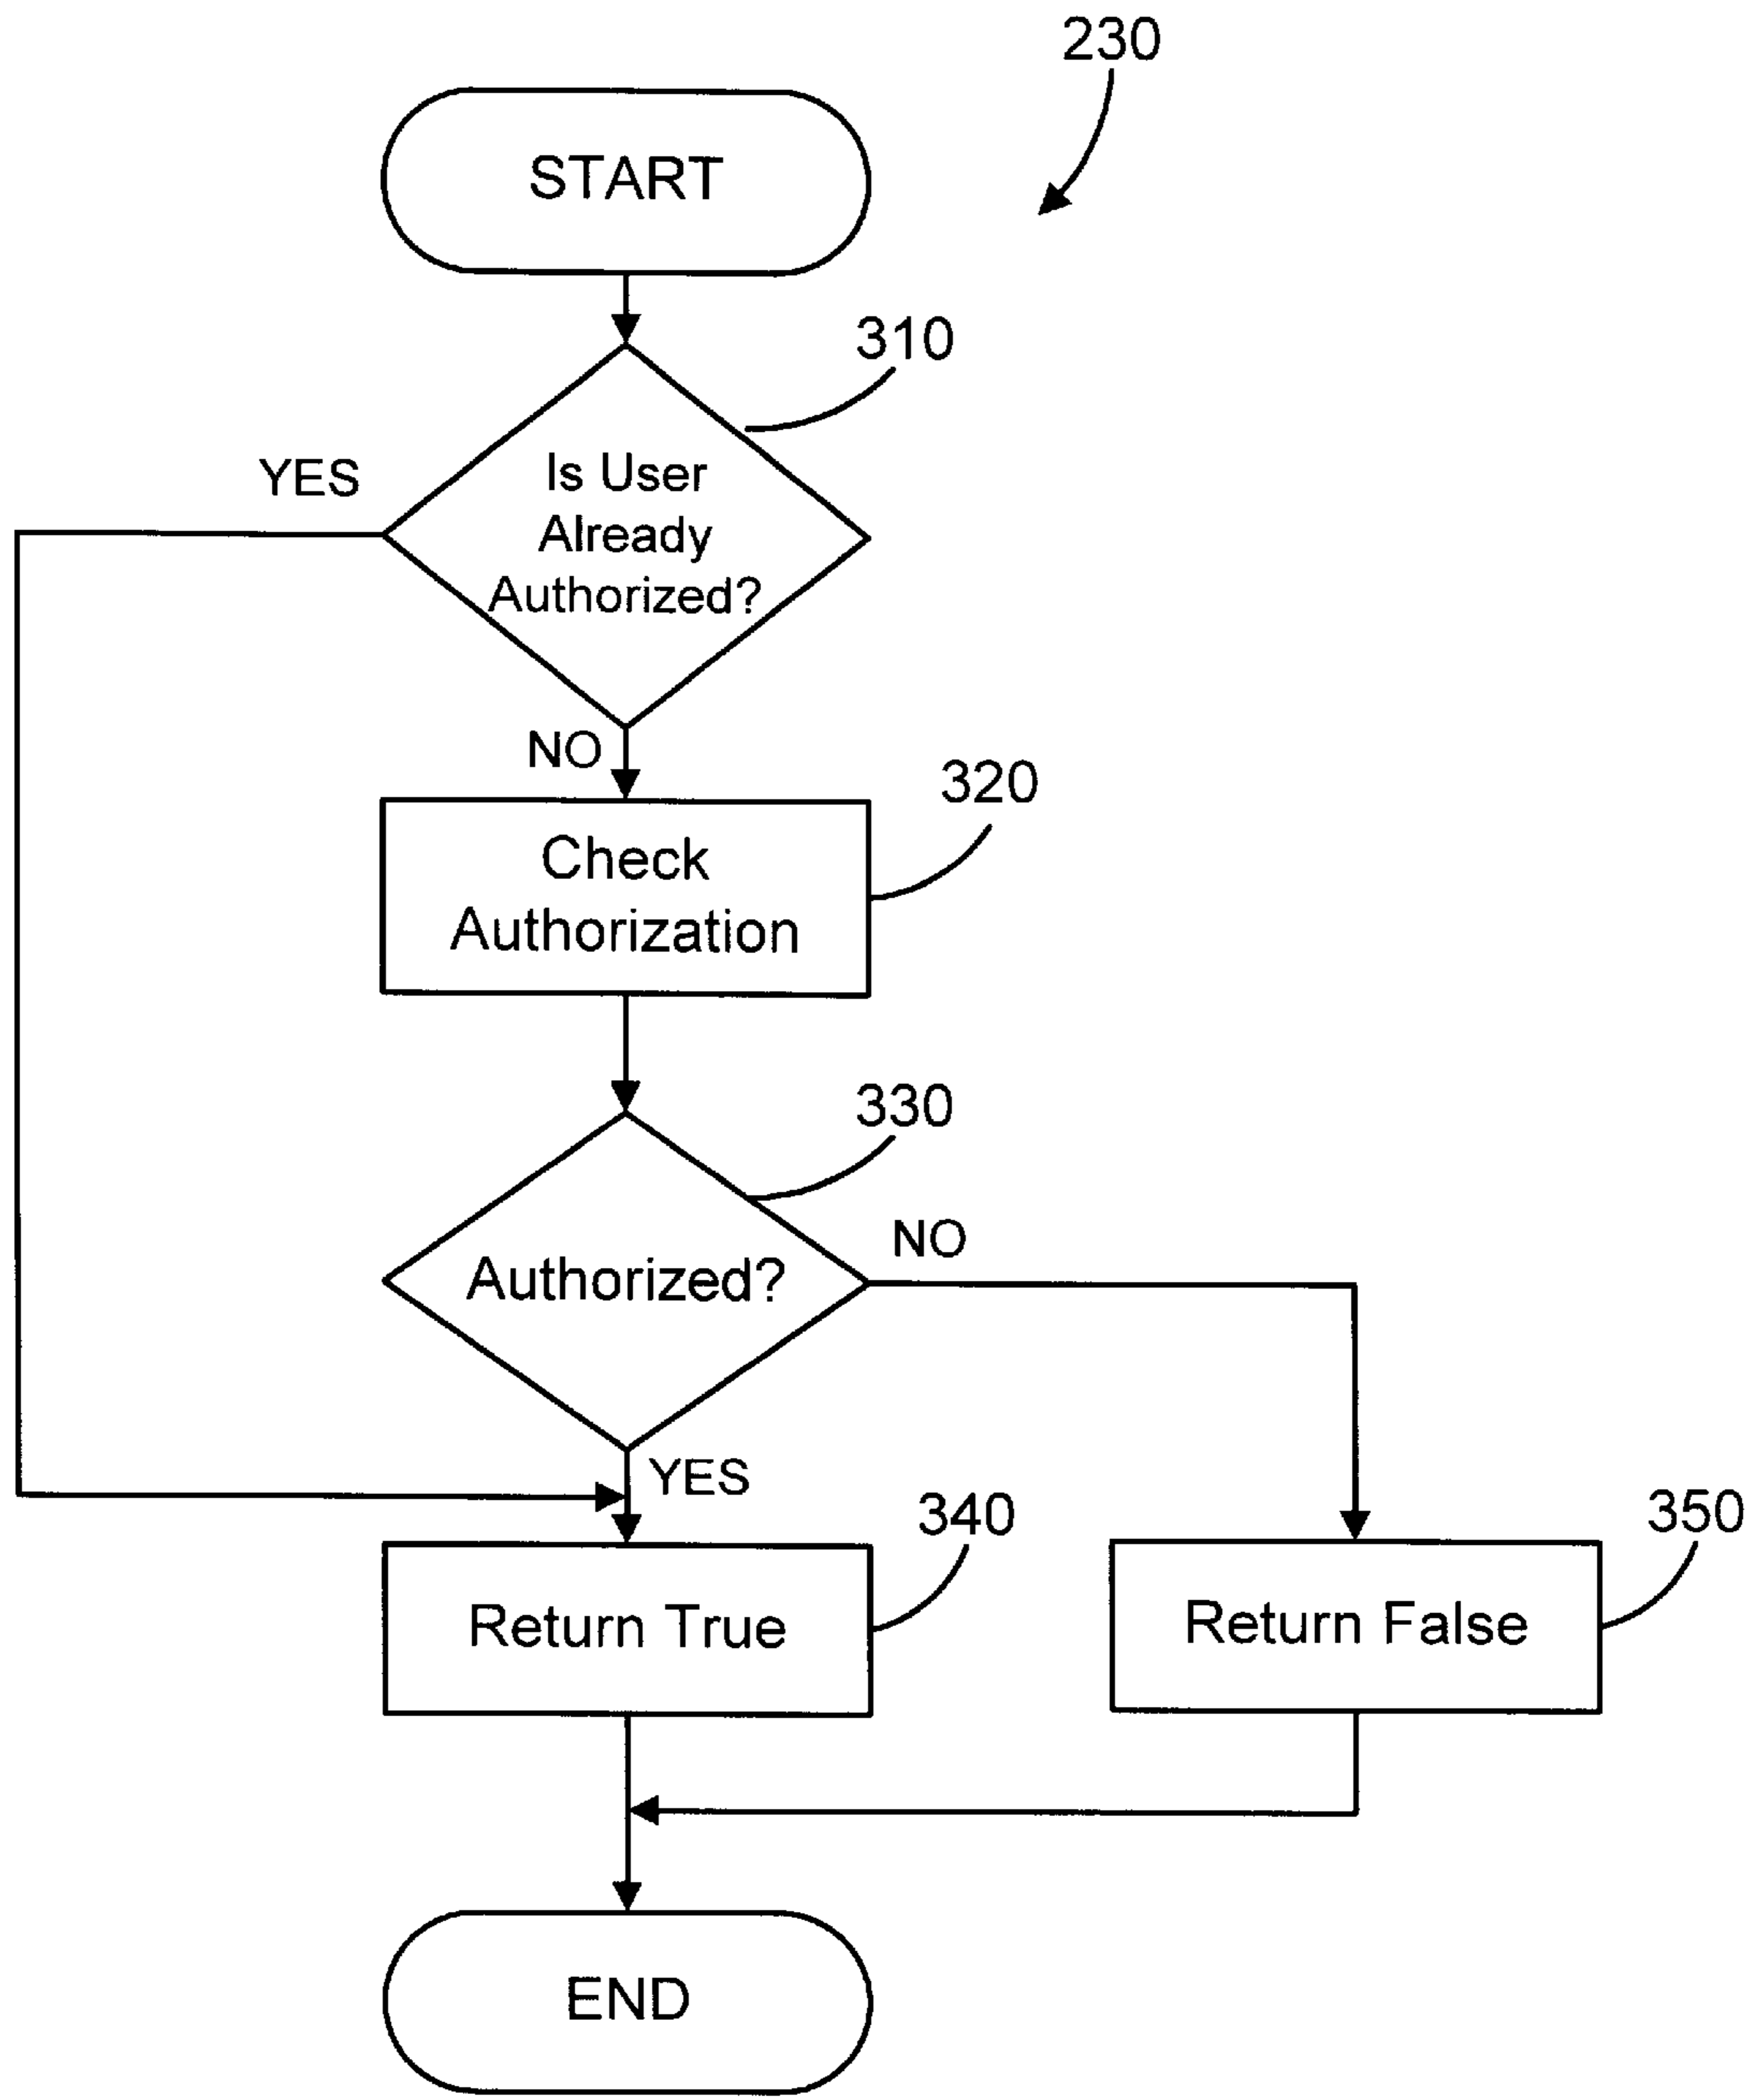 230
START
310
YES
Is User
Already
Authorized?
NO
320
Check
Authorization
330
NO
Authorized?
YES
340
350
Return True
Return False
END